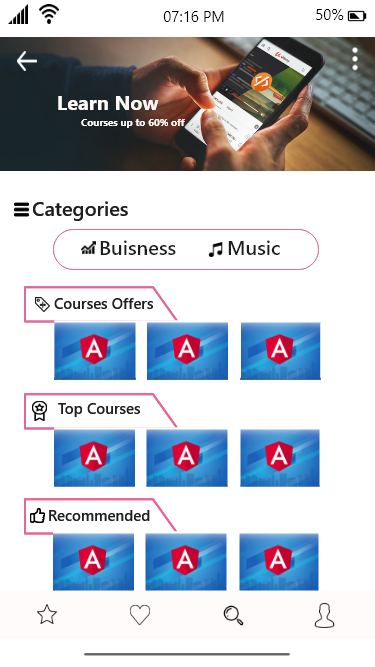 07:16 PM
50%
Learn Now
Courses up to 60% off
Categories
Buisness
Music
Courses Offers
A
A
A
Top Courses
A
A
A
Recommended
A
A
A